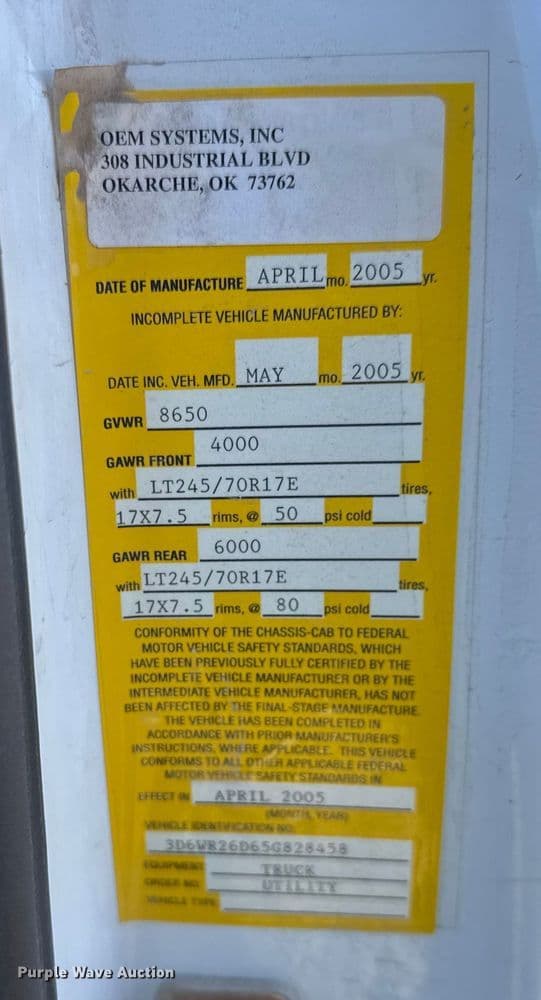 OEM SYSTEMS, INC
308 INDUSTRIAL BLVD
OKARCHE, OK 73762
DATE OF MANUFACTURE APRIL mo. 2005 yr.
INCOMPLETE VEHICLE MANUFACTURED BY:
DATE INC. VEH. MFD. MAY mo. 2005 yr.
GVWR 8650
GAWR FRONT 4000
with LT245/70R17E tires,
17X7.5 rims, @ 50 psi cold
GAWR REAR 6000
with LT245/70R17E tires,
17X7.5 rims, @ 80 psi cold
CONFORMITY OF THE CHASSIS-CAB TO FEDERAL
MOTOR VEHICLE SAFETY STANDARDS, WHICH
HAVE BEEN PREVIOUSLY FULLY CERTIFIED BY THE
INCOMPLETE VEHICLE MANUFACTURER OR BY THE
INTERMEDIATE VEHICLE MANUFACTURER, HAS NOT
BEEN AFFECTED BY THE FINAL-STAGE MANUFACTURE.
THE VEHICLE HAS BEEN COMPLETED IN
ACCORDANCE WITH PRIOR MANUFACTURER'S
INSTRUCTIONS, WHERE APPLICABLE. THIS VEHICLE
CONFORMS TO ALL OTHER APPLICABLE FEDERAL
MOTOR VEHICLE SAFETY STANDARDS IN
EFFECT IN APRIL 2005
(MONTH, YEAR)
VEHICLE IDENTIFICATION NO.
3D6WR26D65G828458
EQUIPMENT TRUCK
ORDER NO. UTILITY
VEHICLE TYPE
Purple Wave Auction